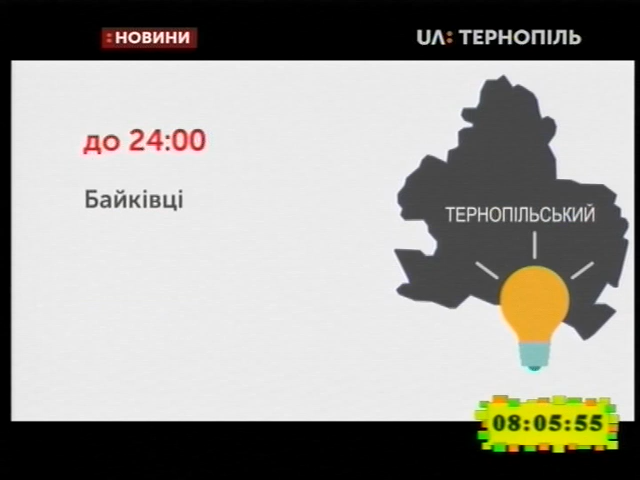 :НОВИНИ
UA: ТЕРНОПІЛЬ
до 24:00
Байківці
ТЕРНОПІЛЬСЬКИЙ
08:05:55